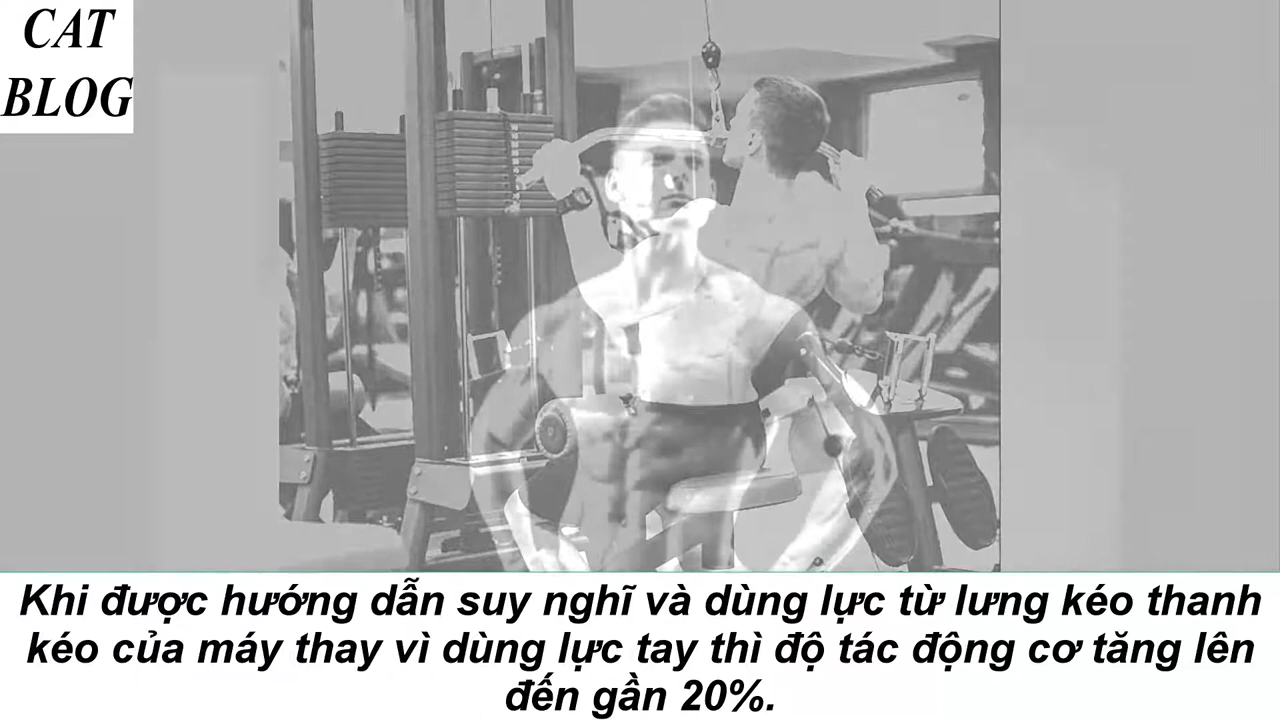 CAT
BLOG
Khi được hướng dẫn suy nghĩ và dùng lực từ lưng kéo thanh
kéo của máy thay vì dùng lực tay thì độ tác động cơ tăng lên
đến gần 20%.